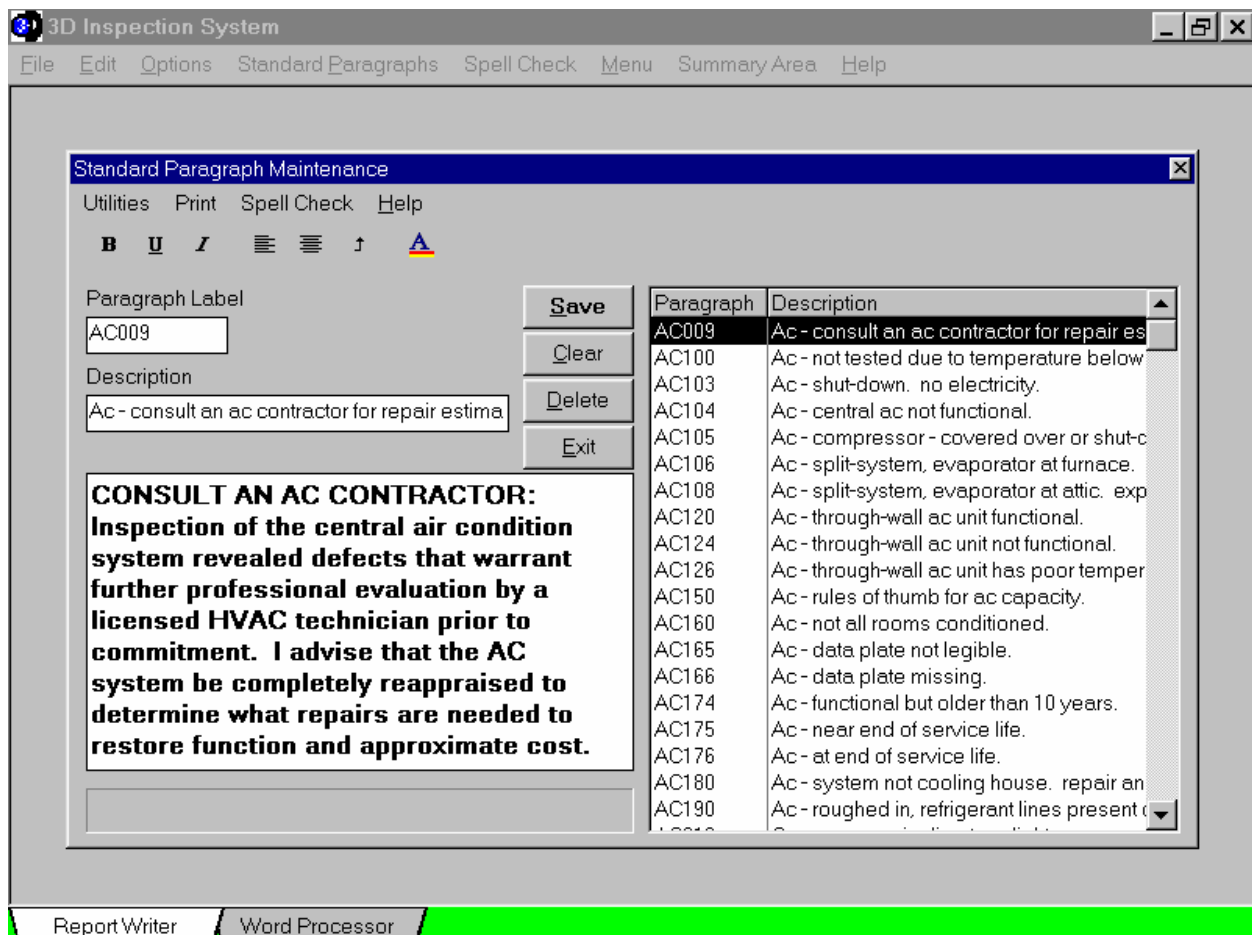 3D Inspection System
File Edit Options Standard Paragraphs Spell Check Menu Summary Area Help
Standard Paragraph Maintenance
Utilities Print Spell Check Help
B U I A
Paragraph Label
AC009
Description
Ac - consult an ac contractor for repair estima
Save
Clear
Delete
Exit
CONSULT AN AC CONTRACTOR:
Inspection of the central air condition
system revealed defects that warrant
further professional evaluation by a
licensed HVAC technician prior to
commitment.  I advise that the AC
system be completely reappraised to
determine what repairs are needed to
restore function and approximate cost.
Paragraph Description
AC009 Ac - consult an ac contractor for repair es
AC100 Ac - not tested due to temperature below
AC103 Ac - shut-down.  no electricity.
AC104 Ac - central ac not functional.
AC105 Ac - compressor - covered over or shut-c
AC106 Ac - split-system, evaporator at furnace.
AC108 Ac - split-system, evaporator at attic.  exp
AC120 Ac - through-wall ac unit functional.
AC124 Ac - through-wall ac unit not functional.
AC126 Ac - through-wall ac unit has poor temper
AC150 Ac - rules of thumb for ac capacity.
AC160 Ac - not all rooms conditioned.
AC165 Ac - data plate not legible.
AC166 Ac - data plate missing.
AC174 Ac - functional but older than 10 years.
AC175 Ac - near end of service life.
AC176 Ac - at end of service life.
AC180 Ac - system not cooling house.  repair an
AC190 Ac - roughed in, refrigerant lines present
Report Writer Word Processor